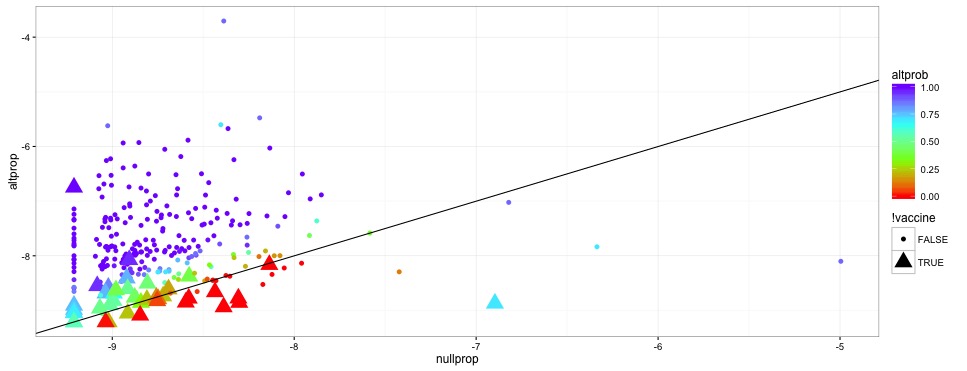 altprop
-4
-6
-8
-9
-8
-7
-6
-5
nullprop
altprob
1.00
0.75
0.50
0.25
0.00
!vaccine
FALSE
TRUE